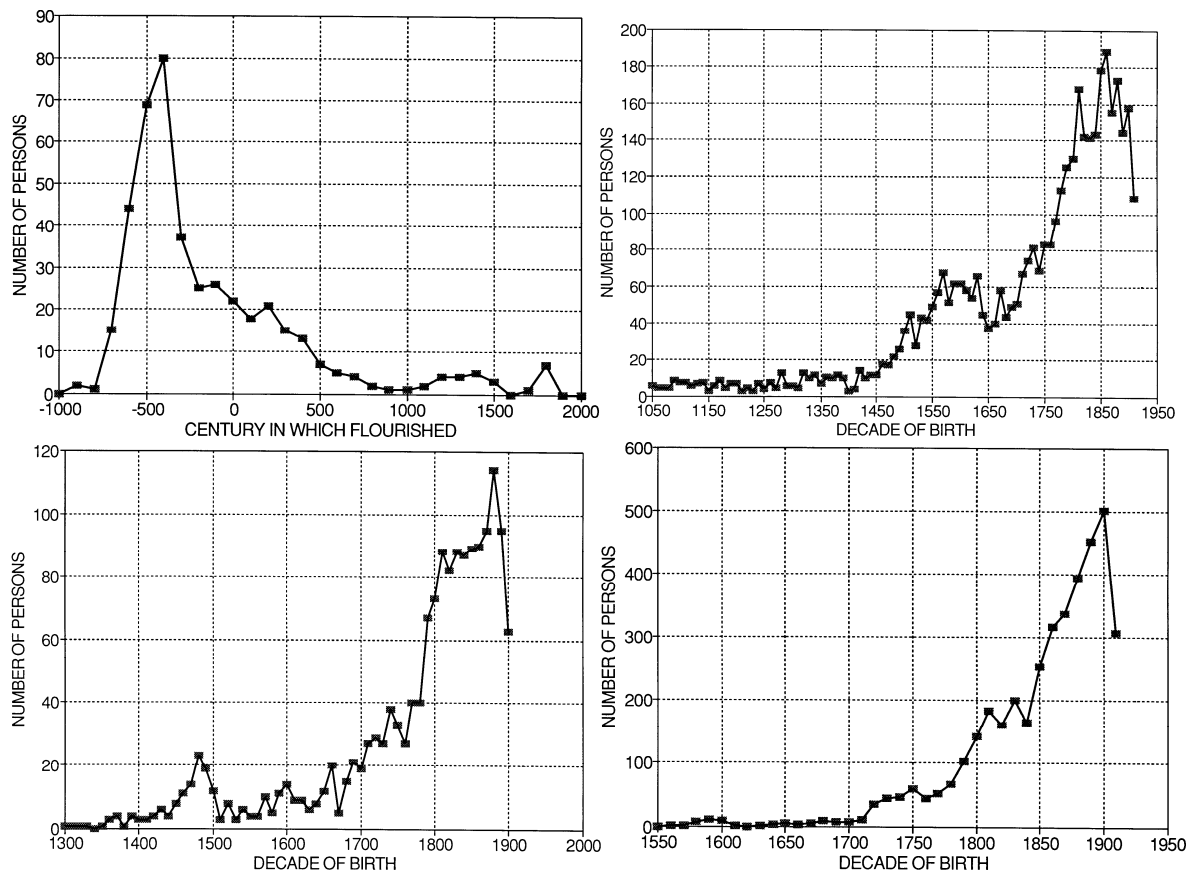 90
80
70
60
50
40
30
20
10
0
NUMBER OF PERSONS
-1000 -500 0 500 1000 1500 2000
CENTURY IN WHICH FLOURISHED
200
180
160
140
120
100
80
60
40
20
0
NUMBER OF PERSONS
1050 1150 1250 1350 1450 1550 1650 1750 1850 1950
DECADE OF BIRTH
120
100
80
60
40
20
0
NUMBER OF PERSONS
1300 1400 1500 1600 1700 1800 1900 2000
DECADE OF BIRTH
600
500
400
300
200
100
0
NUMBER OF PERSONS
1550 1600 1650 1700 1750 1800 1850 1900 1950
DECADE OF BIRTH